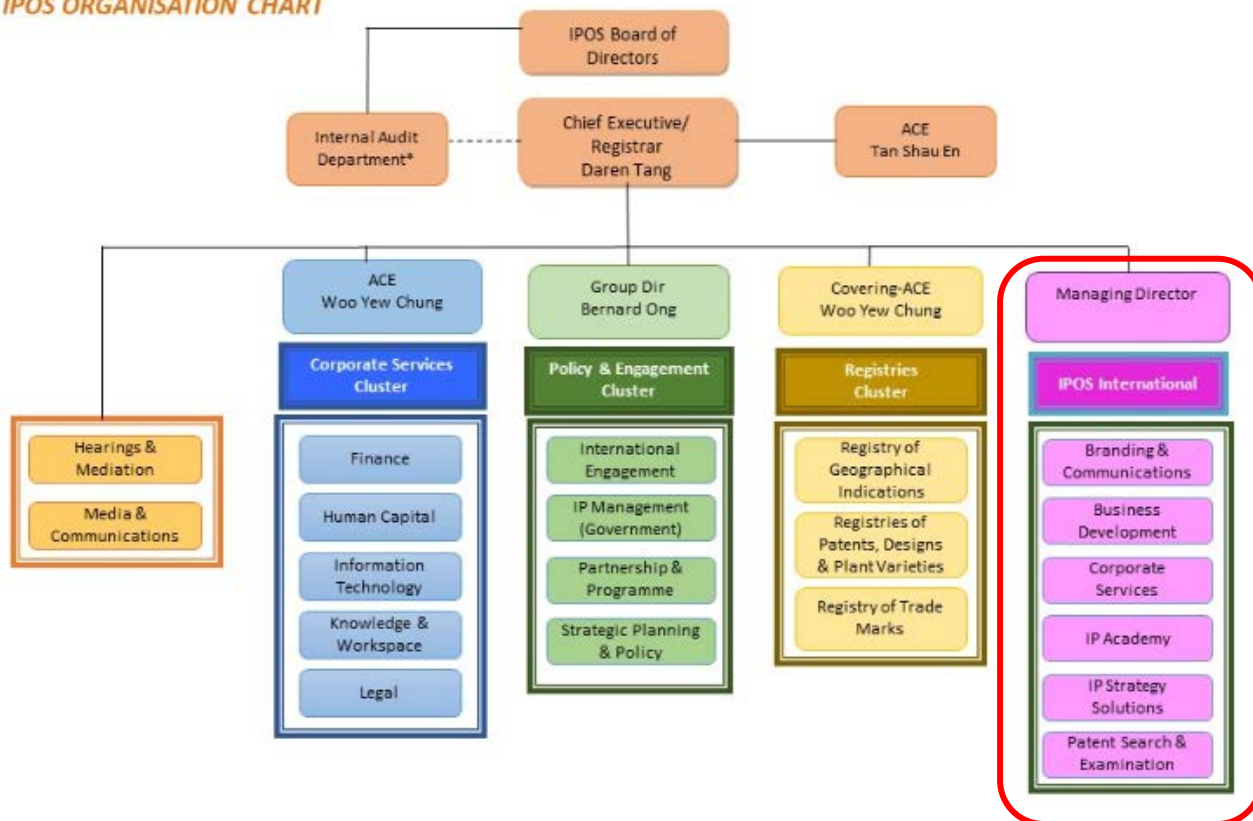 IPOS ORGANISATION CHART
IPOS Board of
Directors
Internal Audit
Department*
Chief Executive/
Registrar
Daren Tang
ACE
Tan Shau En
ACE
Woo Yew Chung
Group Dir
Bernard Ong
Covering-ACE
Woo Yew Chung
Managing Director
Corporate Services
Cluster
Policy & Engagement
Cluster
Registries
Cluster
IPOS International
Hearings &
Mediation
Media &
Communications
Finance
Human Capital
Information
Technology
Knowledge &
Workspace
Legal
International
Engagement
IP Management
(Government)
Partnership &
Programme
Strategic Planning
& Policy
Registry of
Geographical
Indications
Registries of
Patents, Designs
& Plant Varieties
Registry of Trade
Marks
Branding &
Communications
Business
Development
Corporate
Services
IP Academy
IP Strategy
Solutions
Patent Search &
Examination